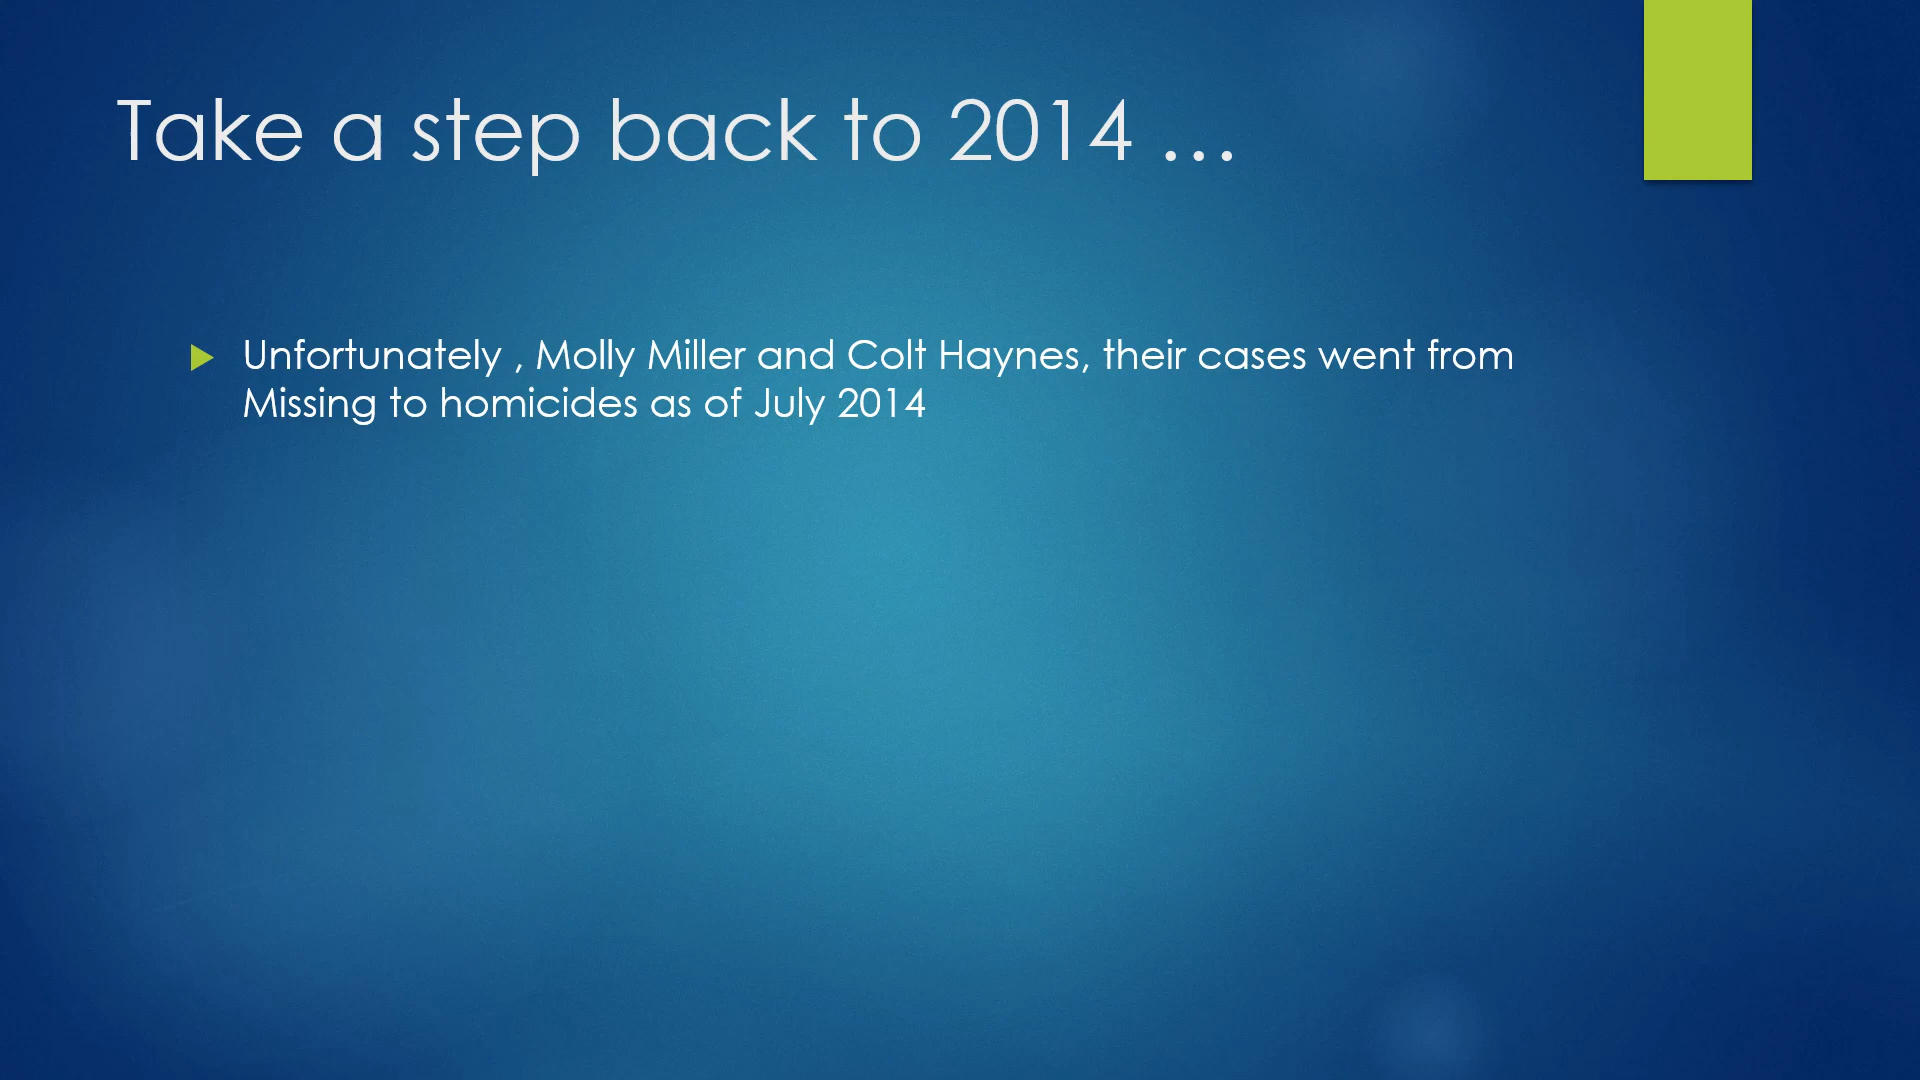 Take a step back to 2014 …
Unfortunately , Molly Miller and Colt Haynes, their cases went from
Missing to homicides as of July 2014